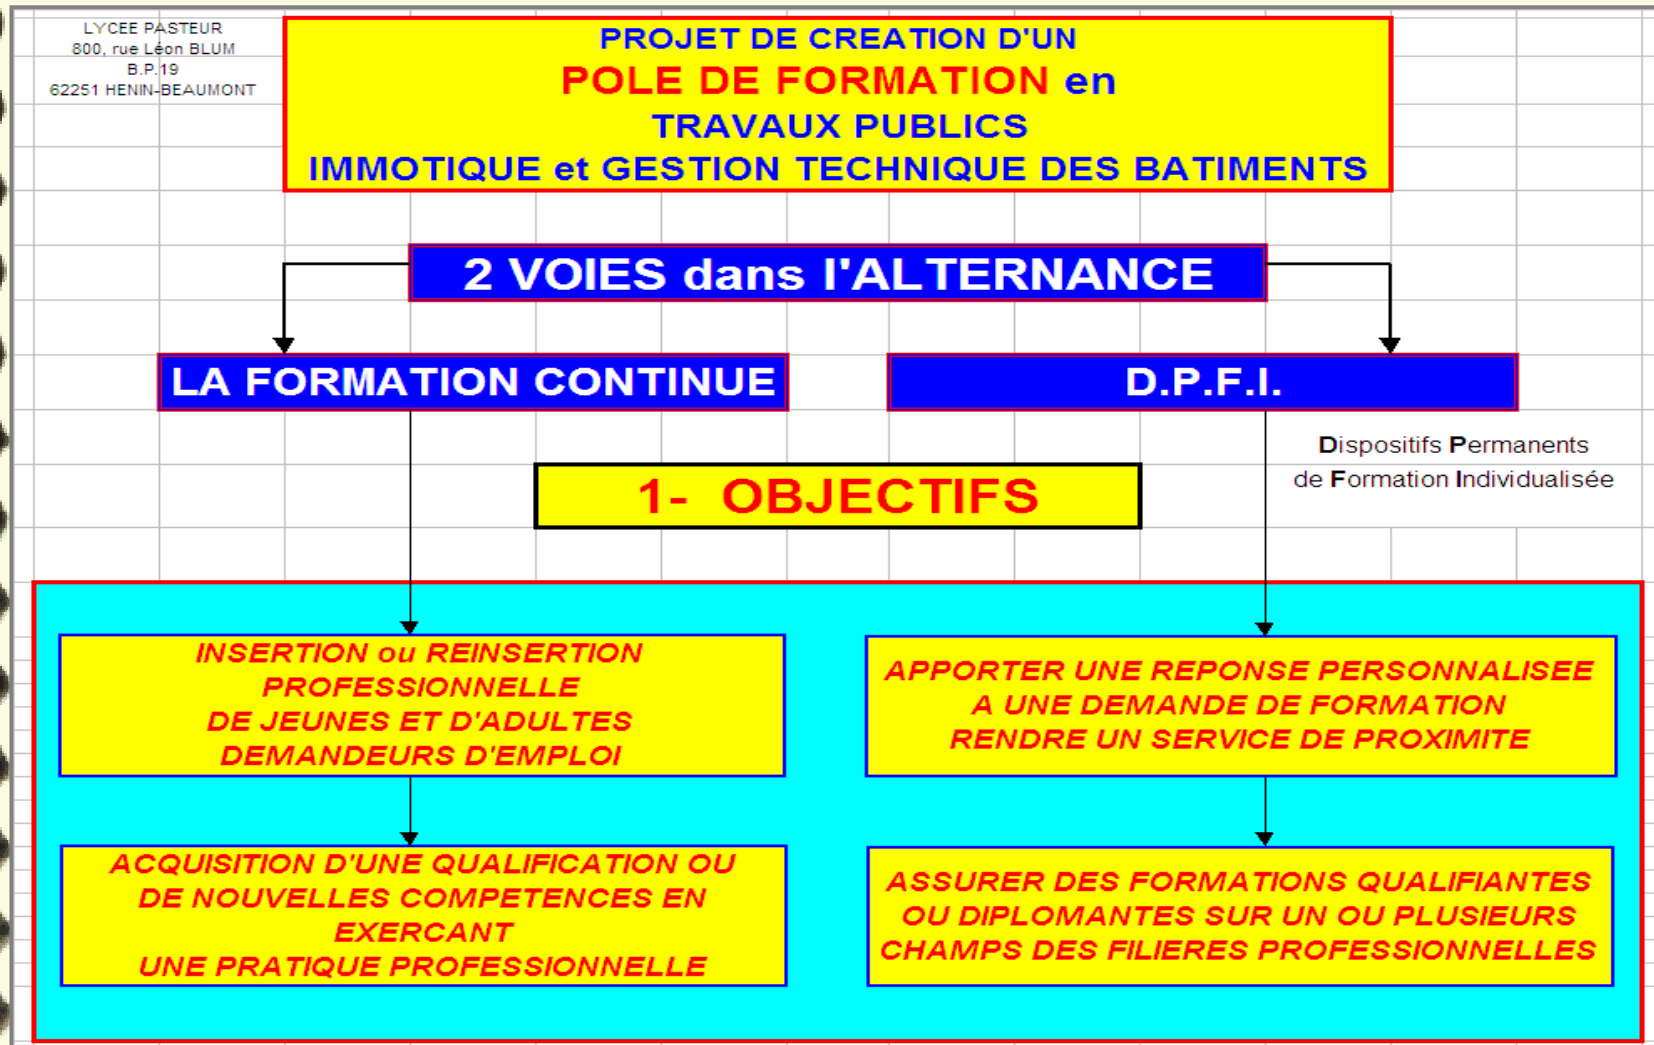 LYCEE PASTEUR
800, rue Léon BLUM
B.P.19
62251 HENIN-BEAUMONT
PROJET DE CREATION D'UN
POLE DE FORMATION en
TRAVAUX PUBLICS
IMMOTIQUE et GESTION TECHNIQUE DES BATIMENTS
2 VOIES dans l'ALTERNANCE
LA FORMATION CONTINUE
D.P.F.I.
Dispositifs Permanents
de Formation Individualisée
1- OBJECTIFS
INSERTION ou REINSERTION
PROFESSIONNELLE
DE JEUNES ET D'ADULTES
DEMANDEURS D'EMPLOI
APPORTER UNE REPONSE PERSONNALISEE
A UNE DEMANDE DE FORMATION
RENDRE UN SERVICE DE PROXIMITE
ACQUISITION D'UNE QUALIFICATION OU
DE NOUVELLES COMPETENCES EN
EXERCANT
UNE PRATIQUE PROFESSIONNELLE
ASSURER DES FORMATIONS QUALIFIANTES
OU DIPLOMANTES SUR UN OU PLUSIEURS
CHAMPS DES FILIERES PROFESSIONNELLES